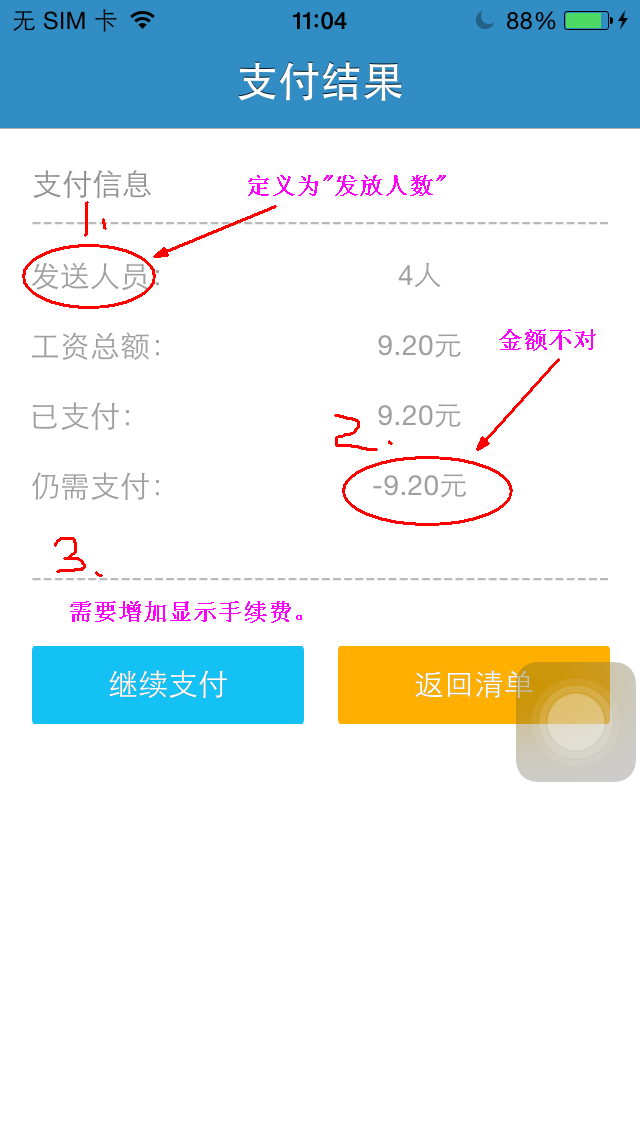 无 SIM 卡 11:04 88%
支付结果
支付信息
定义为"发放人数"
1.
发送人员: 4人
工资总额: 9.20元
金额不对
已支付: 9.20元
2.
仍需支付: -9.20元
3.
需要增加显示手续费。
继续支付 返回清单